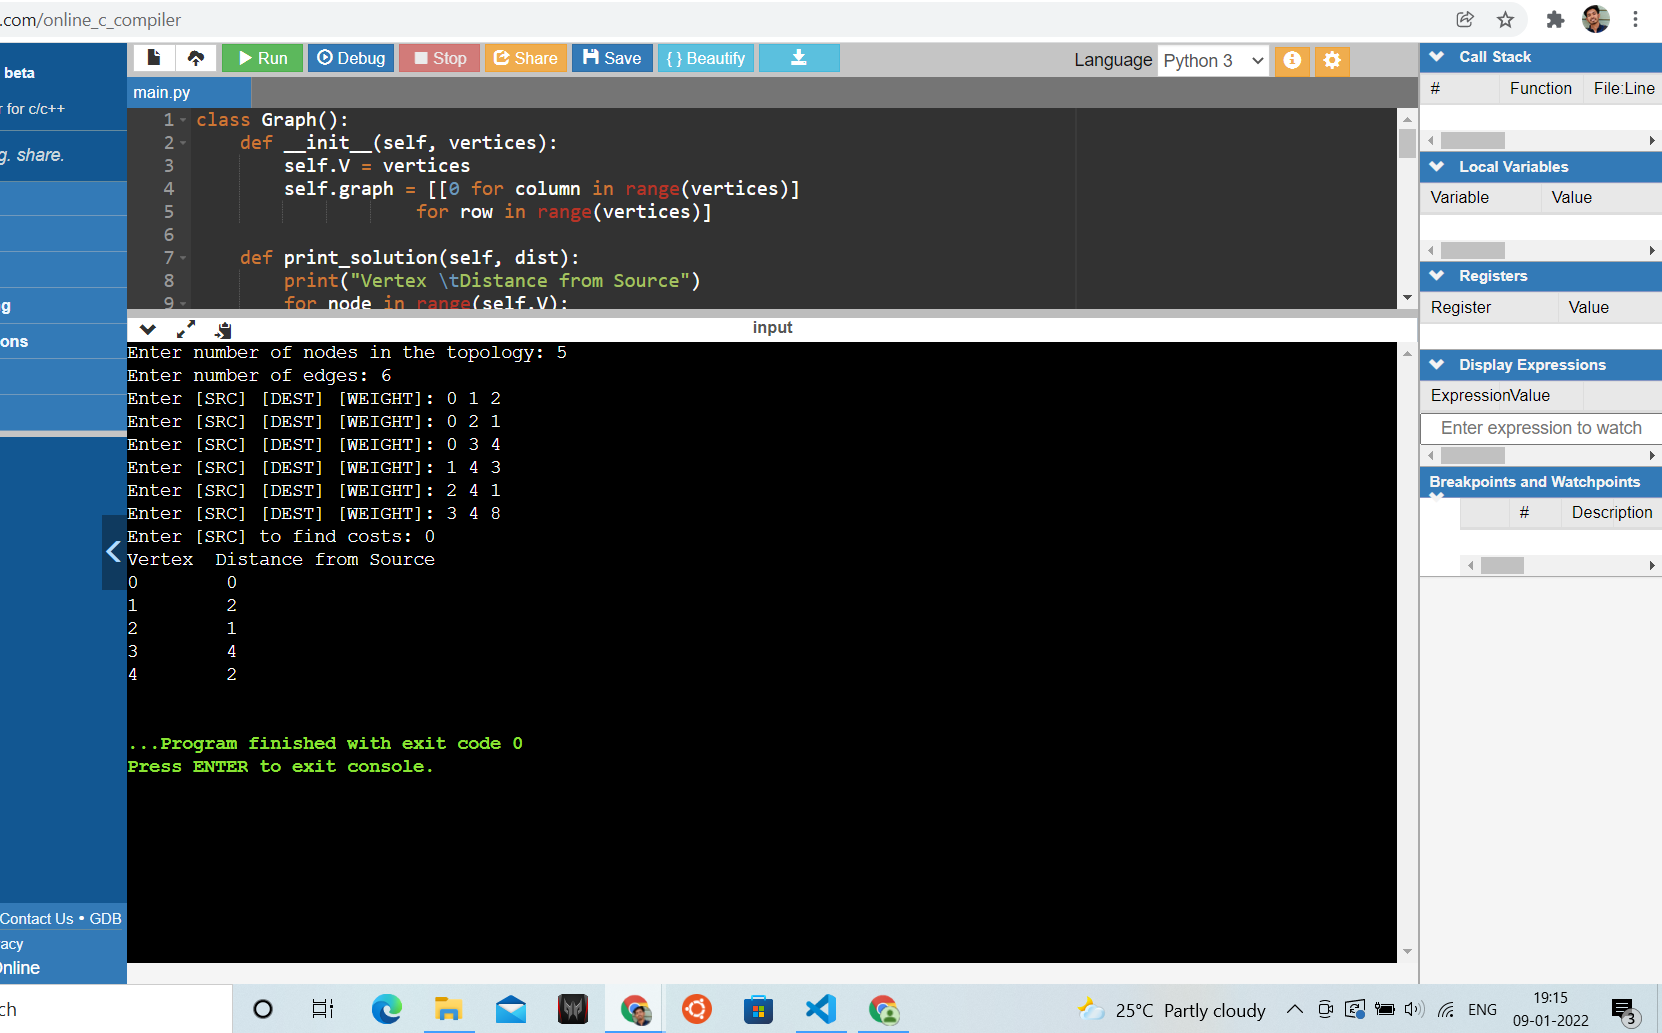 .com/online_c_compiler
beta
r for c/c++
g. share.
g
ons
Contact Us • GDB
acy
Online
Run
Debug
Stop
Share
Save
{ } Beautify
Language
Python 3
main.py
1 class Graph():
2 def __init__(self, vertices):
3 self.V = vertices
4 self.graph = [[0 for column in range(vertices)]
5 for row in range(vertices)]
6
7 def print_solution(self, dist):
8 print("Vertex \tDistance from Source")
9 for node in range(self.V):
input
Enter number of nodes in the topology: 5
Enter number of edges: 6
Enter [SRC] [DEST] [WEIGHT]: 0 1 2
Enter [SRC] [DEST] [WEIGHT]: 0 2 1
Enter [SRC] [DEST] [WEIGHT]: 0 3 4
Enter [SRC] [DEST] [WEIGHT]: 1 4 3
Enter [SRC] [DEST] [WEIGHT]: 2 4 1
Enter [SRC] [DEST] [WEIGHT]: 3 4 8
Enter [SRC] to find costs: 0
Vertex Distance from Source
0 0
1 2
2 1
3 4
4 2
...Program finished with exit code 0
Press ENTER to exit console.
Call Stack
# Function File:Line
Local Variables
Variable Value
Registers
Register Value
Display Expressions
Expression Value
Enter expression to watch
Breakpoints and Watchpoints
# Description
ch
25°C Partly cloudy
ENG
19:15
09-01-2022
3